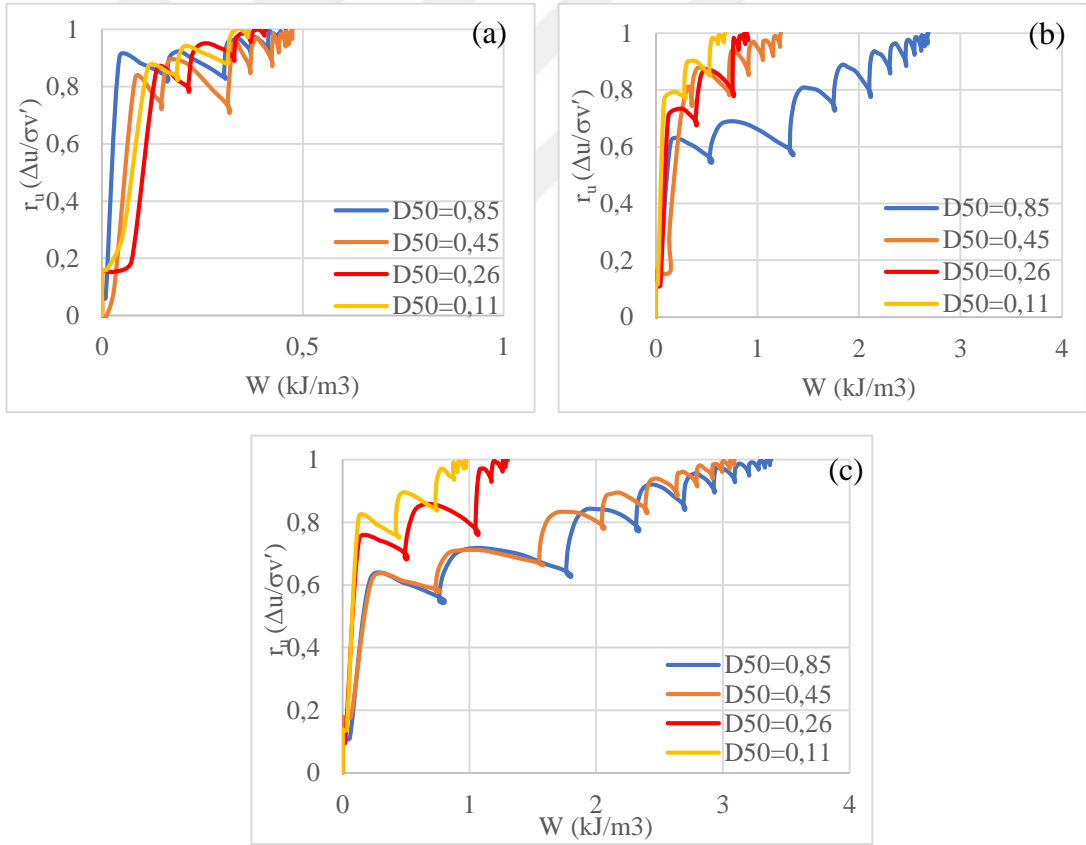 (a)
1
0,8
0,6
0,4
0,2
0
r_u (Δu/σv′)
D50=0,85
D50=0,45
D50=0,26
D50=0,11
0 0,5 1
W (kJ/m3)
(b)
1
0,8
0,6
0,4
0,2
0
r_u (Δu/σv′)
D50=0,85
D50=0,45
D50=0,26
D50=0,11
0 1 2 3 4
W (kJ/m3)
(c)
1
0,8
0,6
0,4
0,2
0
r_u (Δu/σv′)
D50=0,85
D50=0,45
D50=0,26
D50=0,11
0 1 2 3 4
W (kJ/m3)